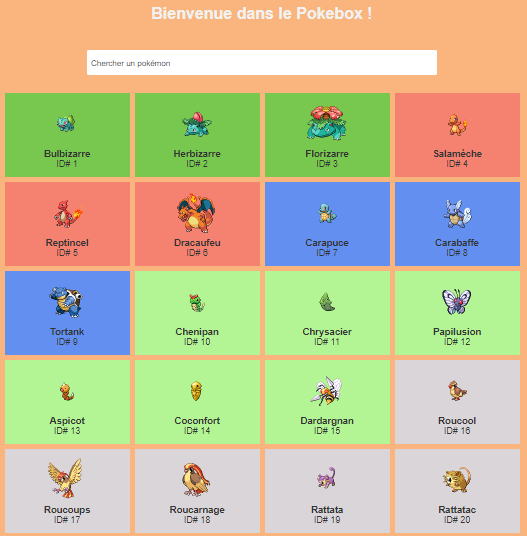 Bienvenue dans le Pokebox !
Chercher un pokémon
Bulbizarre
ID# 1
Herbizarre
ID# 2
Florizarre
ID# 3
Salamèche
ID# 4
Reptincel
ID# 5
Dracaufeu
ID# 6
Carapuce
ID# 7
Carabaffe
ID# 8
Tortank
ID# 9
Chenipan
ID# 10
Chrysacier
ID# 11
Papilusion
ID# 12
Aspicot
ID# 13
Coconfort
ID# 14
Dardargnan
ID# 15
Roucool
ID# 16
Roucoups
ID# 17
Roucarnage
ID# 18
Rattata
ID# 19
Rattatac
ID# 20